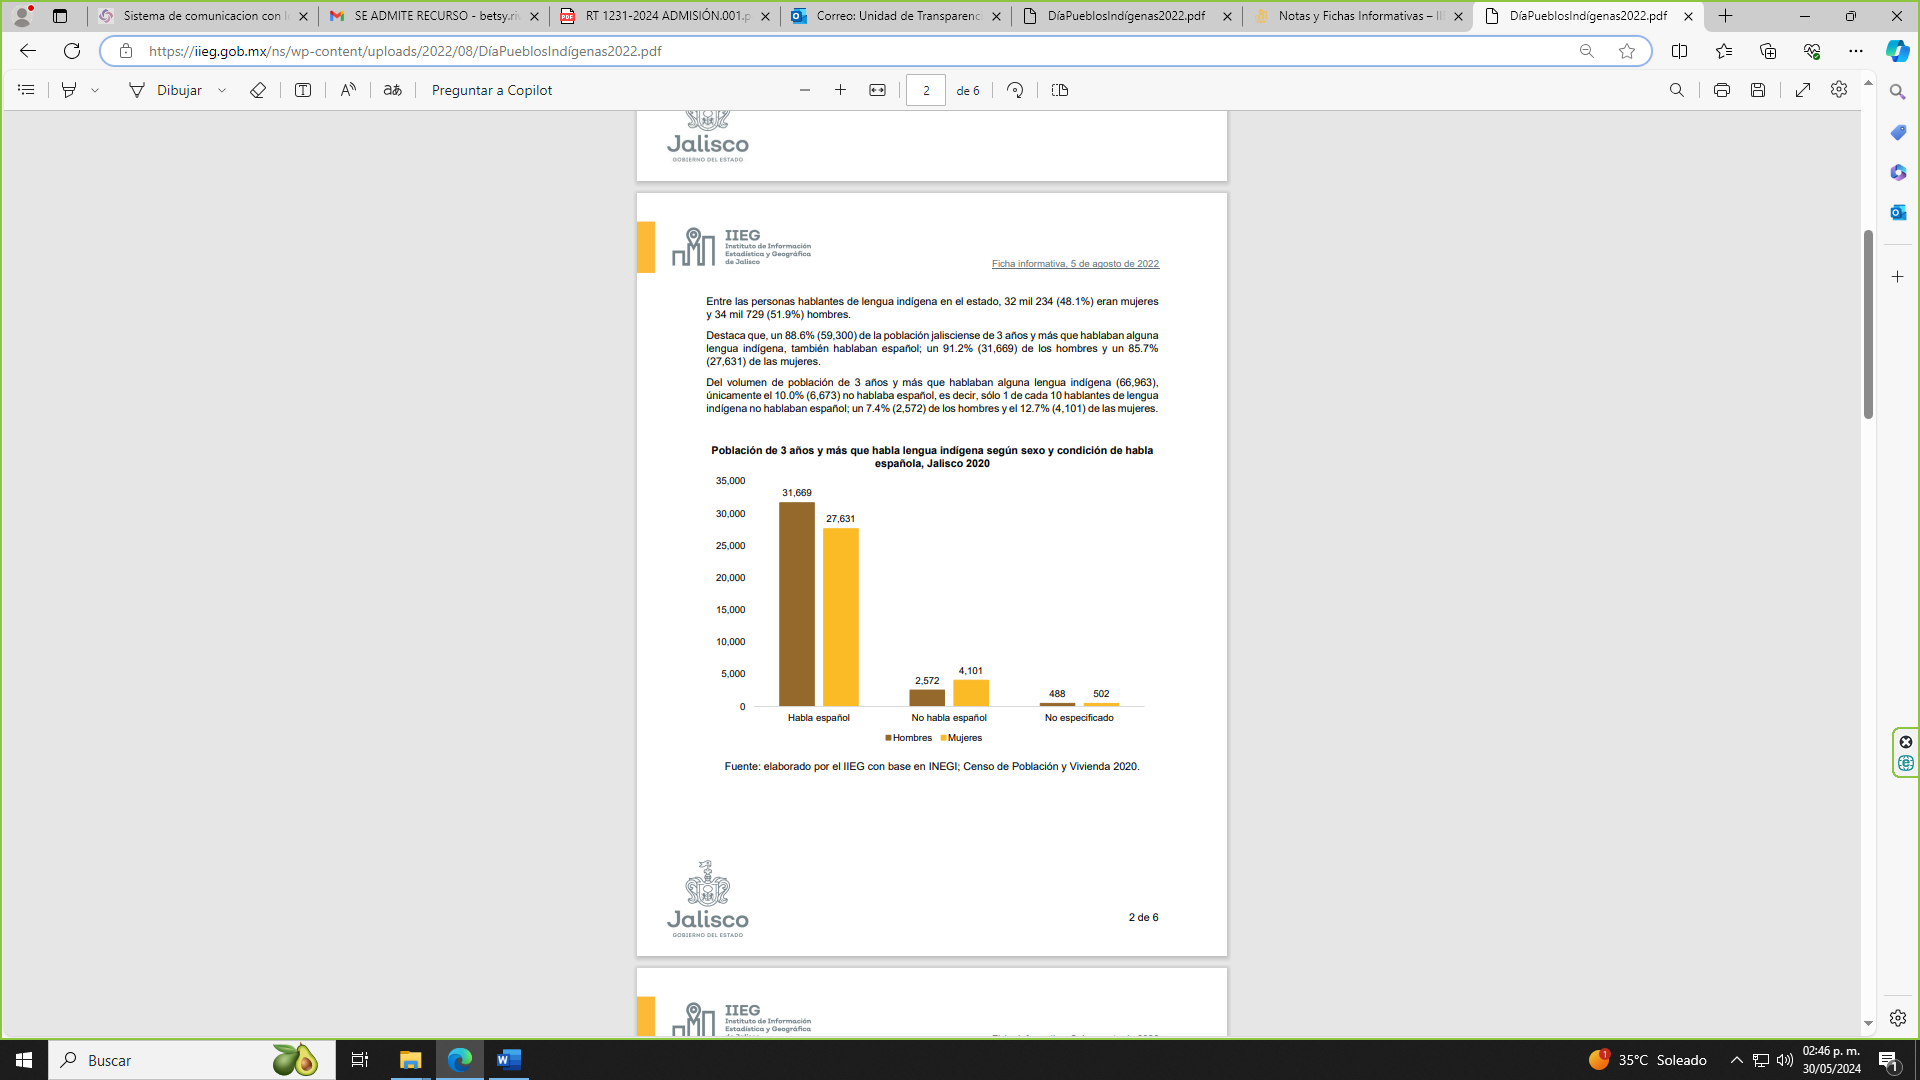 Sistema de comunicacion con l
SE ADMITE RECURSO - betsy.ri
RT 1231-2024 ADMISIÓN.001.p
Correo: Unidad de Transparenc
DíaPueblosIndígenas2022.pdf
Notas y Fichas Informativas – II
DíaPueblosIndígenas2022.pdf
https://iieg.gob.mx/ns/wp-content/uploads/2022/08/DíaPueblosIndígenas2022.pdf
Dibujar
aあ
Preguntar a Copilot
2
de 6
Jalisco
GOBIERNO DEL ESTADO
IIEG
Instituto de Información
Estadística y Geográfica
de Jalisco
Ficha informativa, 5 de agosto de 2022
Entre las personas hablantes de lengua indígena en el estado, 32 mil 234 (48.1%) eran mujeres
y 34 mil 729 (51.9%) hombres.
Destaca que, un 88.6% (59,300) de la población jalisciense de 3 años y más que hablaban alguna
lengua indígena, también hablaban español; un 91.2% (31,669) de los hombres y un 85.7%
(27,631) de las mujeres.
Del volumen de población de 3 años y más que hablaban alguna lengua indígena (66,963),
únicamente el 10.0% (6,673) no hablaba español, es decir, sólo 1 de cada 10 hablantes de lengua
indígena no hablaban español; un 7.4% (2,572) de los hombres y el 12.7% (4,101) de las mujeres.
Población de 3 años y más que habla lengua indígena según sexo y condición de habla
española, Jalisco 2020
35,000
30,000
25,000
20,000
15,000
10,000
5,000
0
31,669
27,631
2,572
4,101
488
502
Habla español
No habla español
No especificado
Hombres
Mujeres
Fuente: elaborado por el IIEG con base en INEGI; Censo de Población y Vivienda 2020.
Jalisco
GOBIERNO DEL ESTADO
2 de 6
IIEG
Instituto de Información
Estadística y Geográfica
Buscar
35°C Soleado
02:46 p. m.
30/05/2024